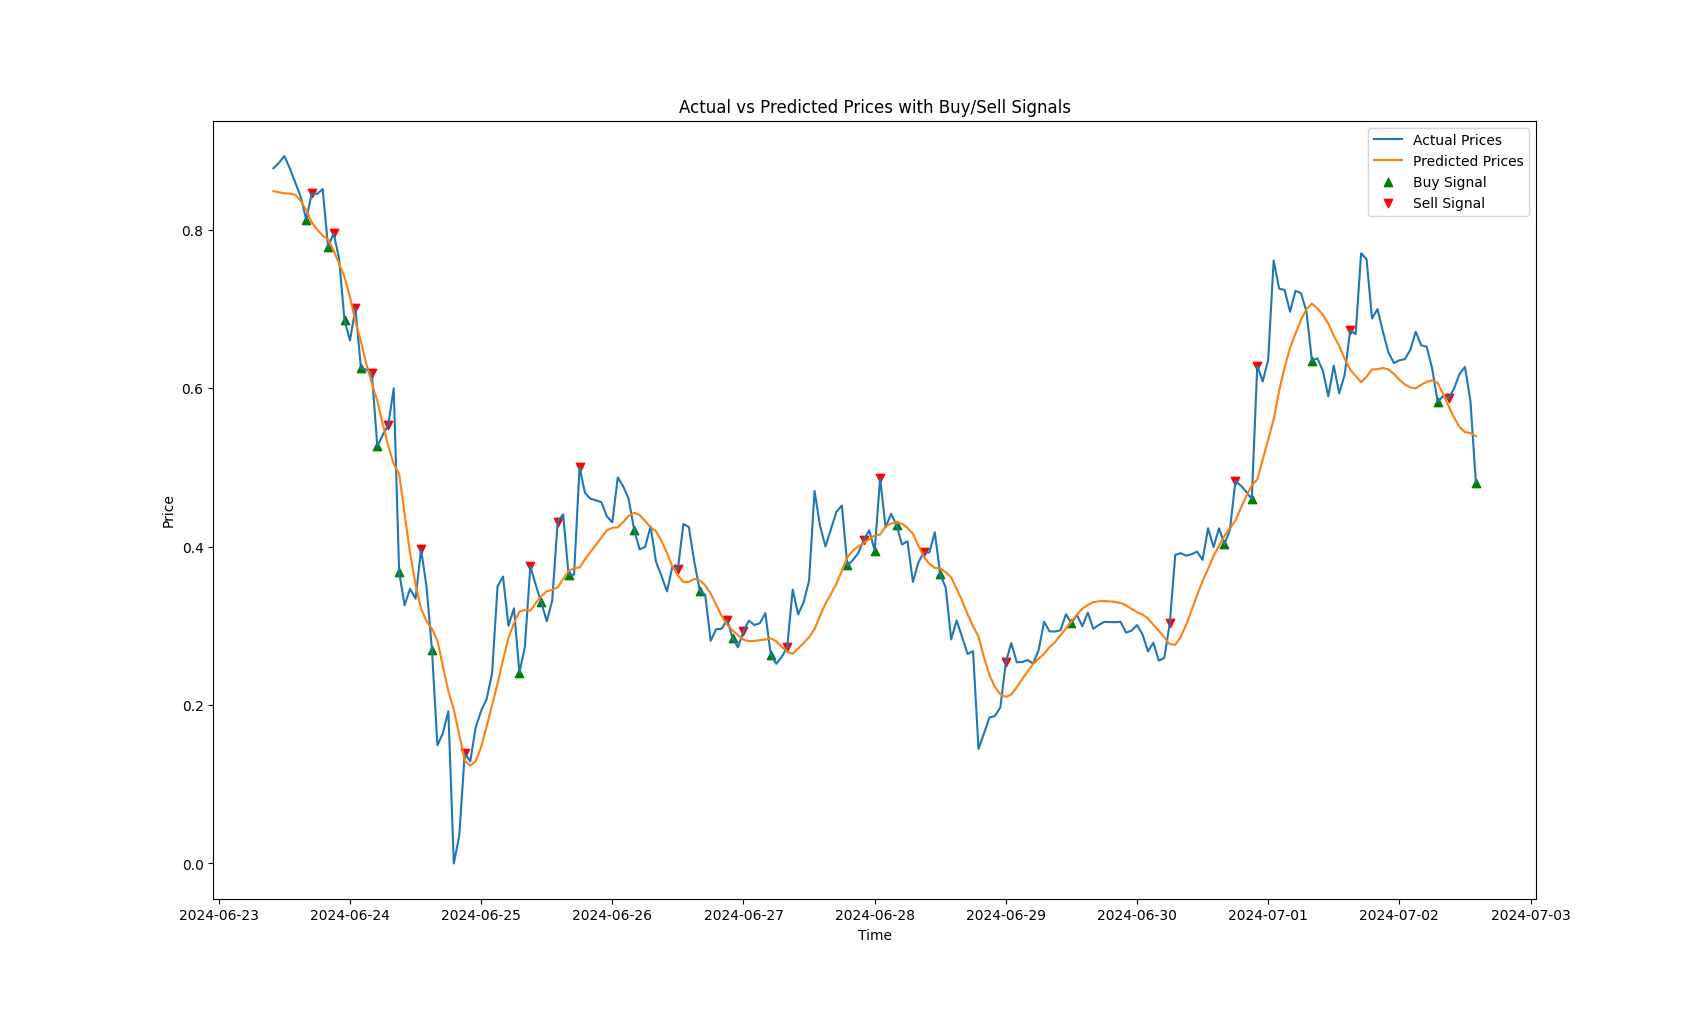 Actual vs Predicted Prices with Buy/Sell Signals
Actual Prices
Predicted Prices
Buy Signal
Sell Signal
Price
0.8
0.6
0.4
0.2
0.0
2024-06-23 2024-06-24 2024-06-25 2024-06-26 2024-06-27 2024-06-28 2024-06-29 2024-06-30 2024-07-01 2024-07-02 2024-07-03
Time